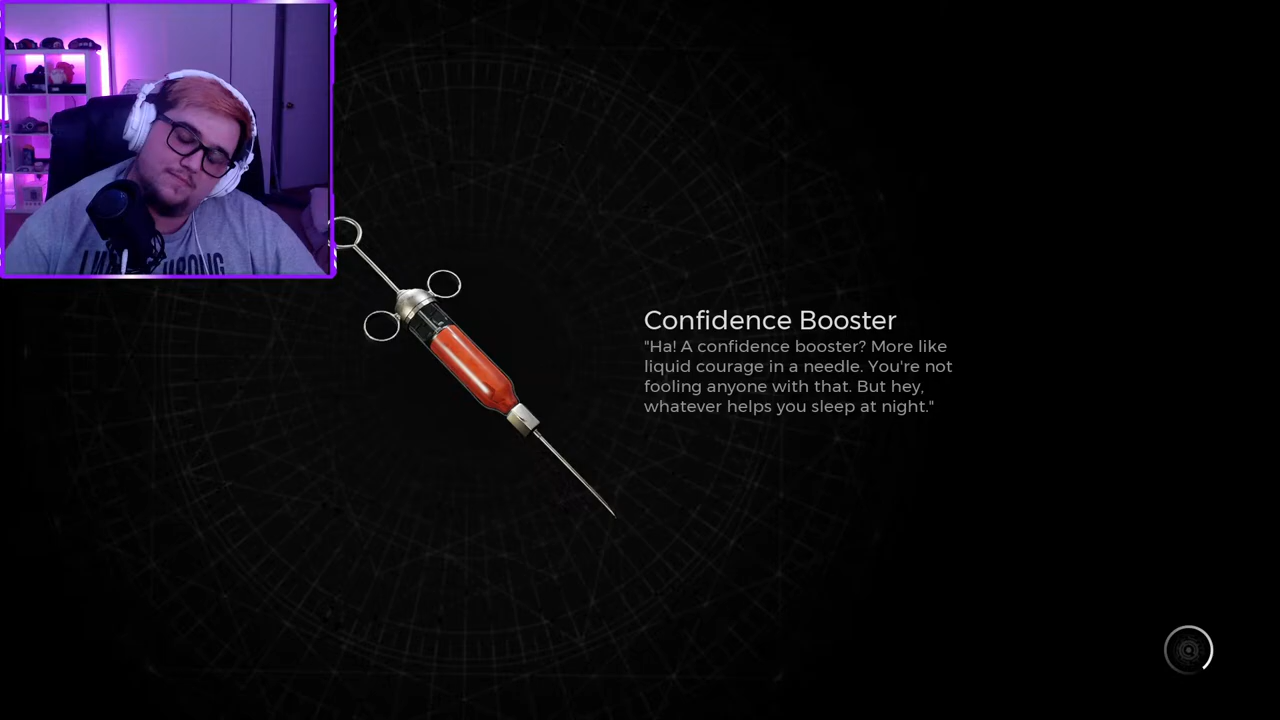 Confidence Booster
"Ha! A confidence booster? More like
liquid courage in a needle. You're not
fooling anyone with that. But hey,
whatever helps you sleep at night."